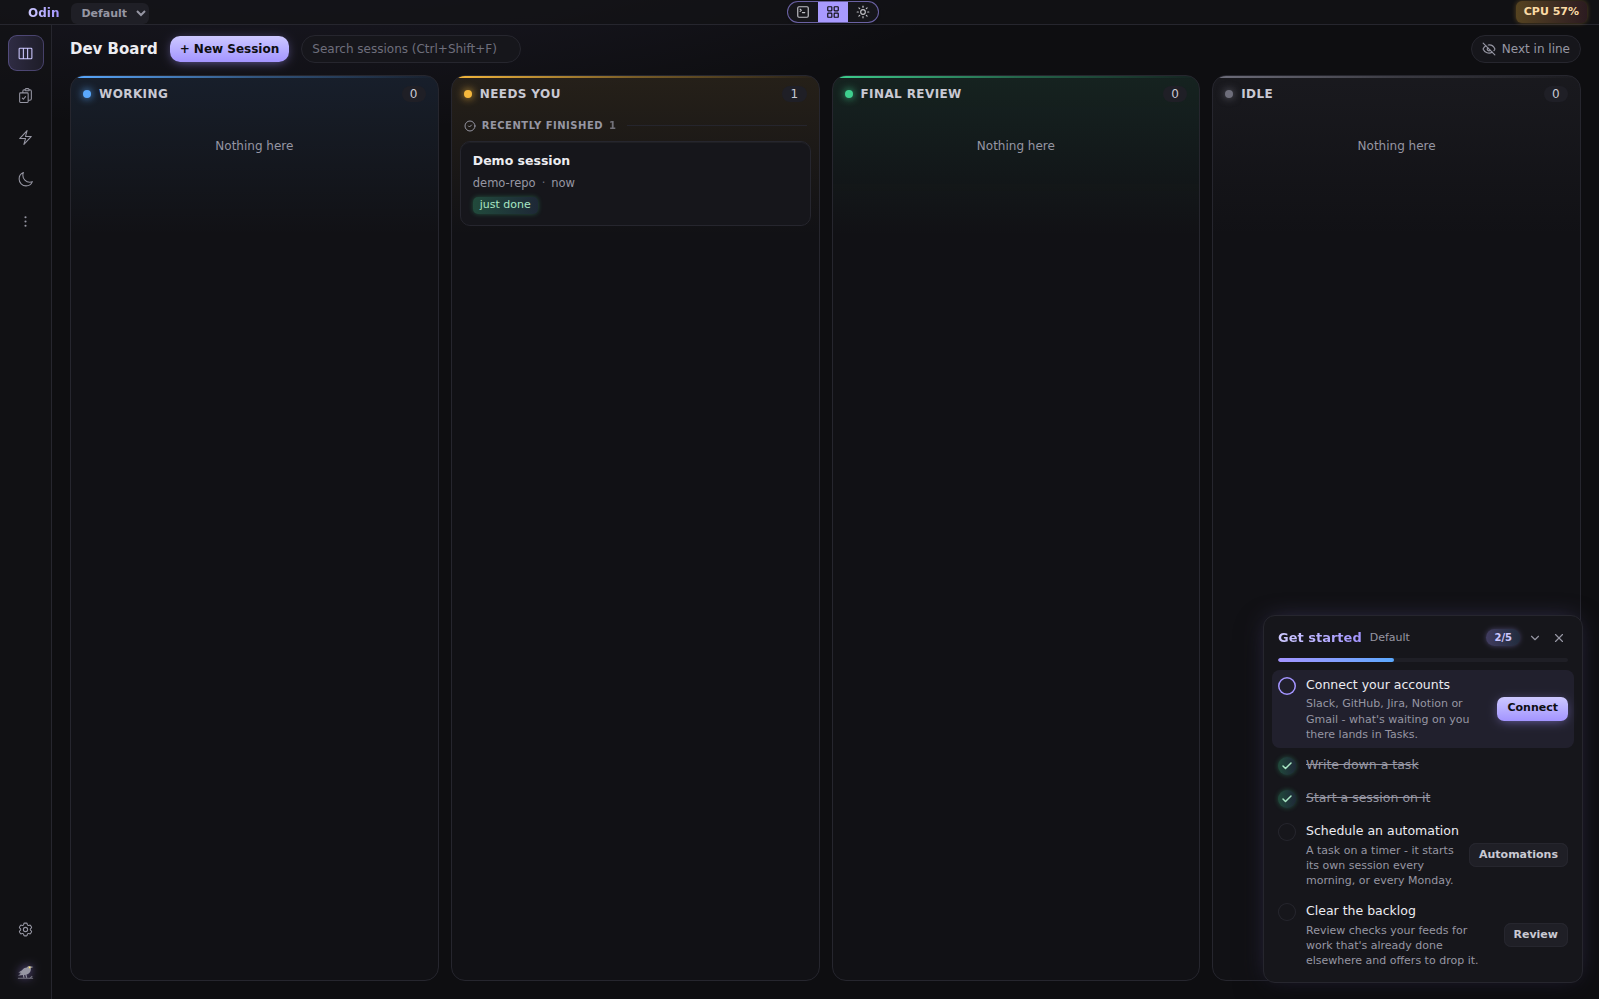 Odin
Default
CPU 57%
Dev Board
+ New Session
Search sessions (Ctrl+Shift+F)
Next in line
WORKING 0
Nothing here
NEEDS YOU 1
RECENTLY FINISHED 1
Demo session
demo-repo · now
just done
FINAL REVIEW 0
Nothing here
IDLE 0
Nothing here
Get started Default 2/5
Connect your accounts
Slack, GitHub, Jira, Notion or
Gmail - what's waiting on you
there lands in Tasks.
Connect
Write down a task
Start a session on it
Schedule an automation
A task on a timer - it starts
its own session every
morning, or every Monday.
Automations
Clear the backlog
Review checks your feeds for
work that's already done
elsewhere and offers to drop it.
Review